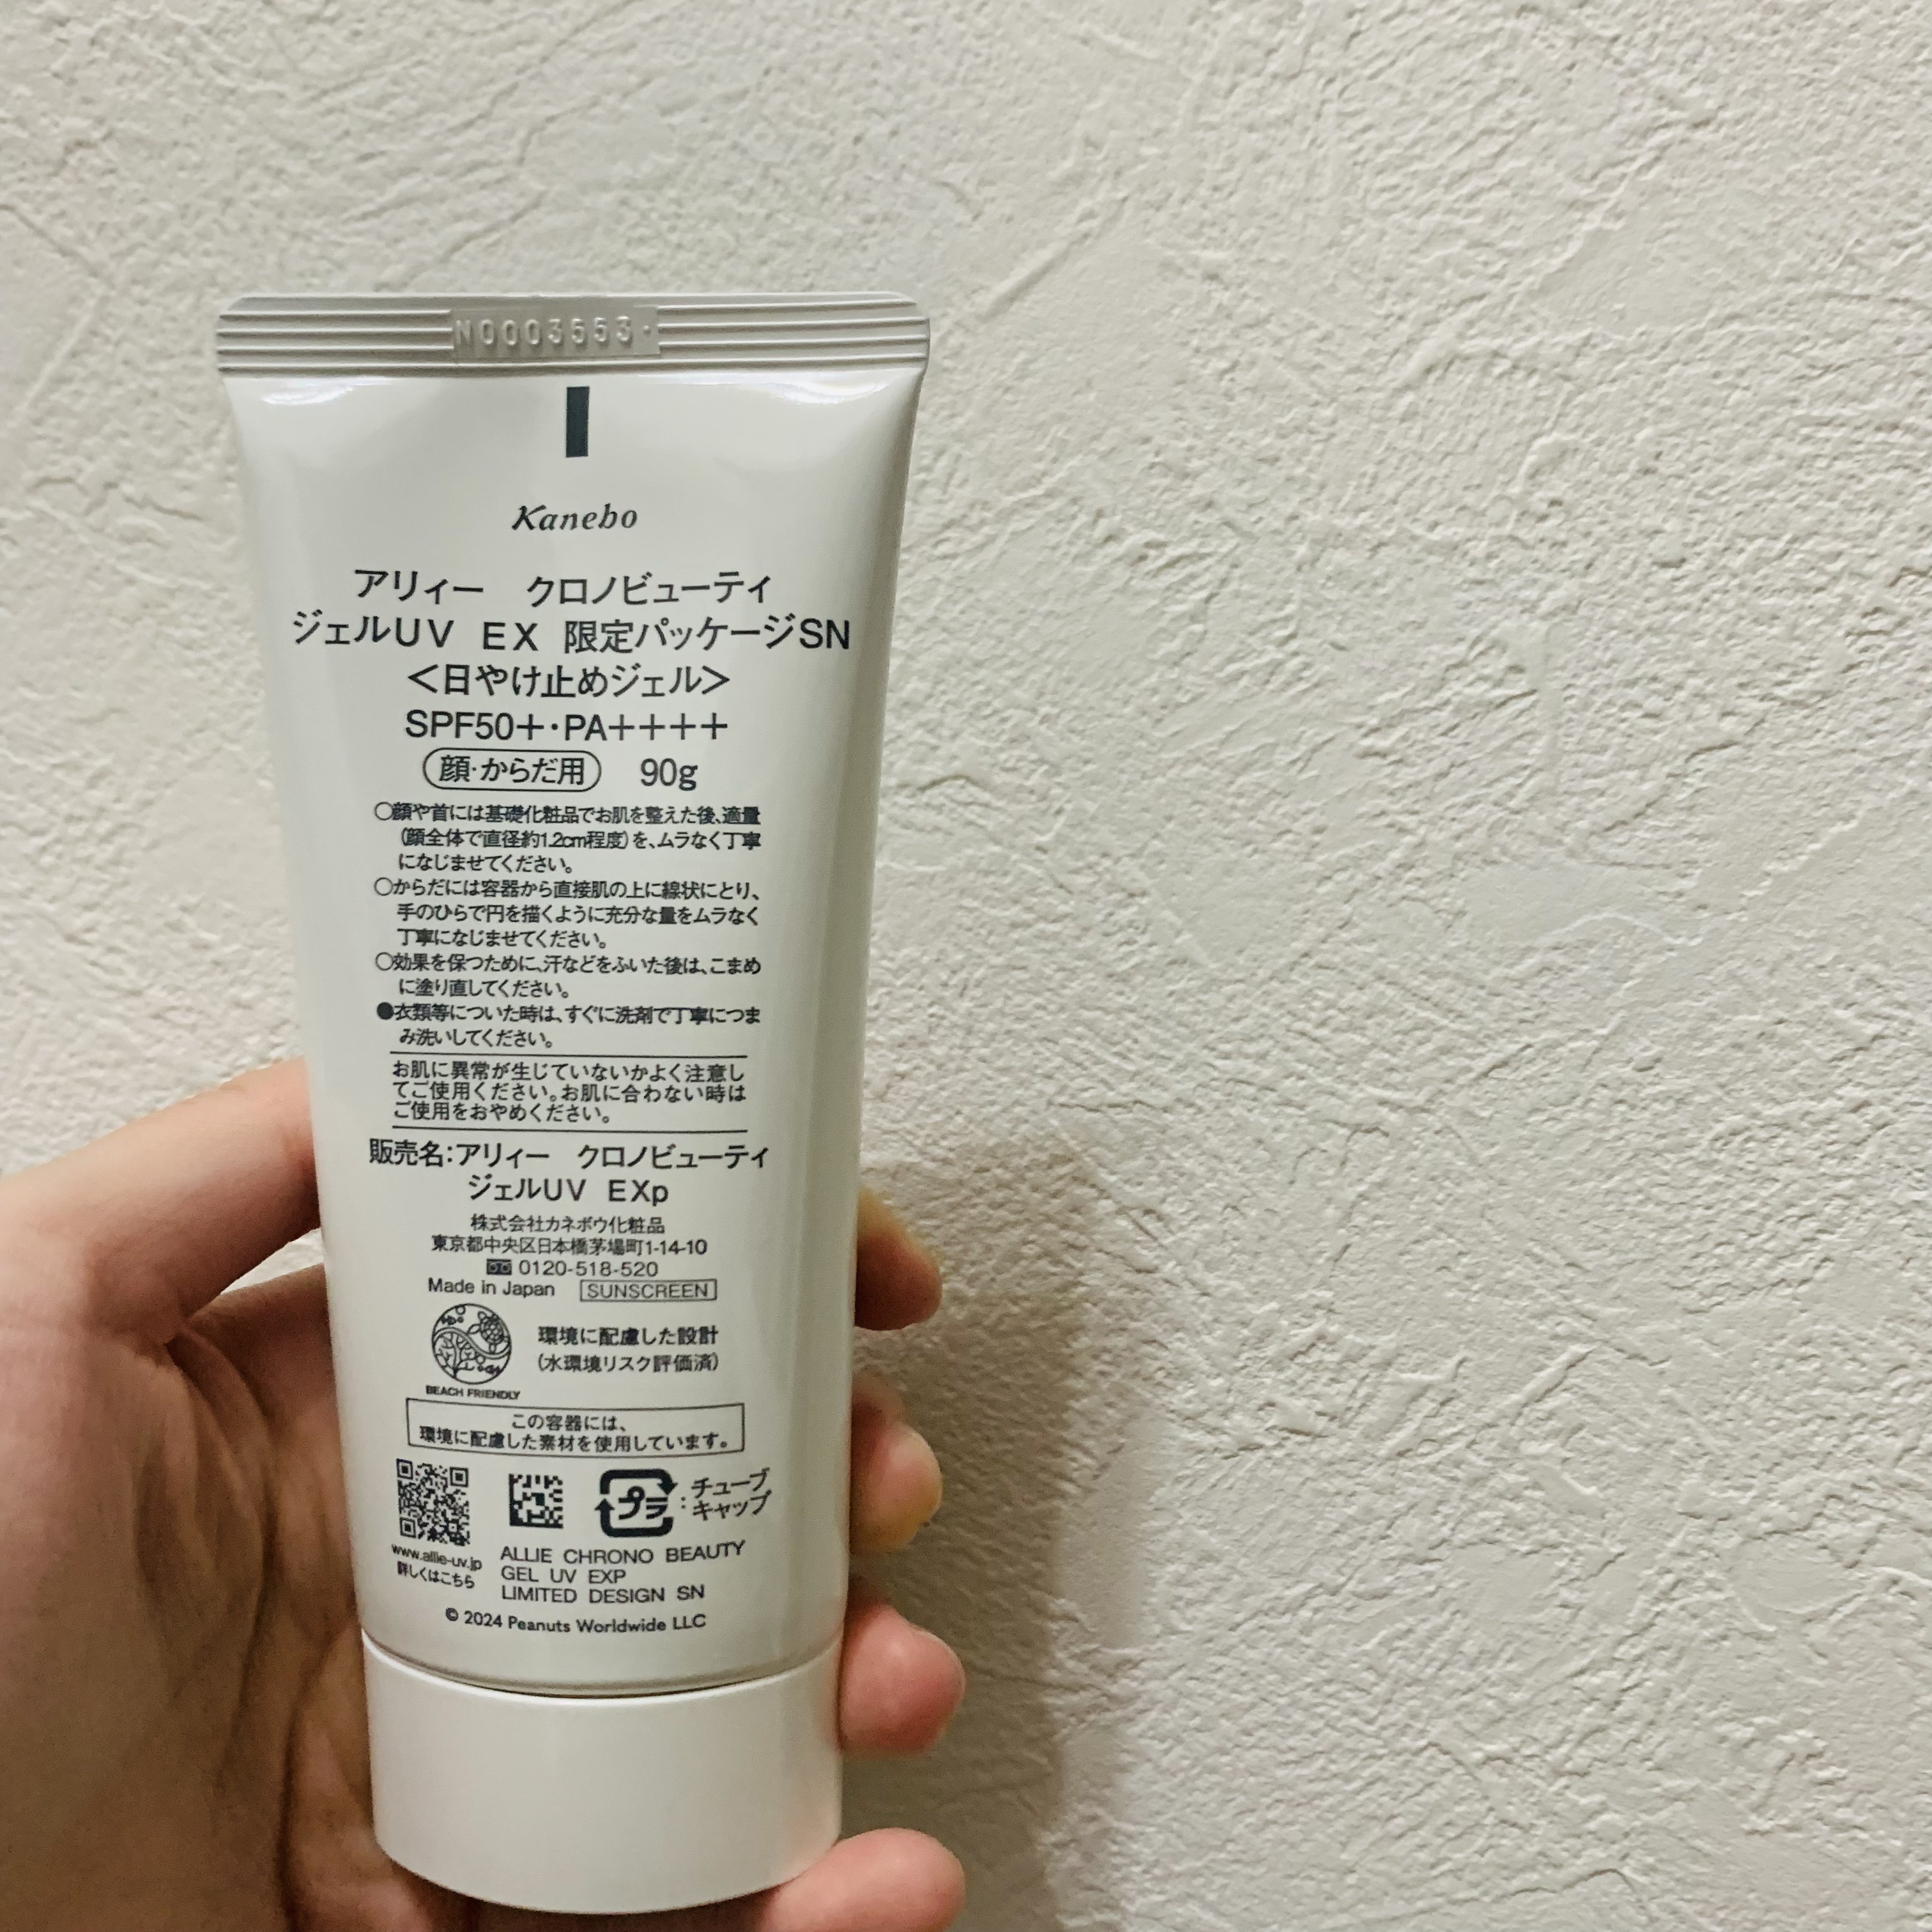 N0003553・
Kanebo
アリィー　クロノビューティ
ジェルUV　EX　限定パッケージSN
＜日やけ止めジェル＞
SPF50＋・PA＋＋＋＋
顔・からだ用　90g
○顔や首には基礎化粧品でお肌を整えた後、適量
（顔全体で直径約1.2cm程度）を、ムラなく丁寧
になじませてください。
○からだには容器から直接肌の上に線状にとり、
手のひらで円を描くように充分な量をムラなく
丁寧になじませてください。
○効果を保つために、汗などをふいた後は、こまめ
に塗り直してください。
●衣類等についた時は、すぐに洗剤で丁寧につま
み洗いしてください。
お肌に異常が生じていないかよく注意し
てご使用ください。お肌に合わない時は
ご使用をおやめください。
販売名：アリィー　クロノビューティ
ジェルUV　EXp
株式会社カネボウ化粧品
東京都中央区日本橋茅場町1-14-10
0120-518-520
Made in Japan　SUNSCREEN
環境に配慮した設計
（水環境リスク評価済）
BEACH FRIENDLY
この容器には、
環境に配慮した素材を使用しています。
プラ：チューブ
キャップ
www.allie-uv.jp
詳しくはこちら
ALLIE CHRONO BEAUTY
GEL UV EXP
LIMITED DESIGN SN
© 2024 Peanuts Worldwide LLC